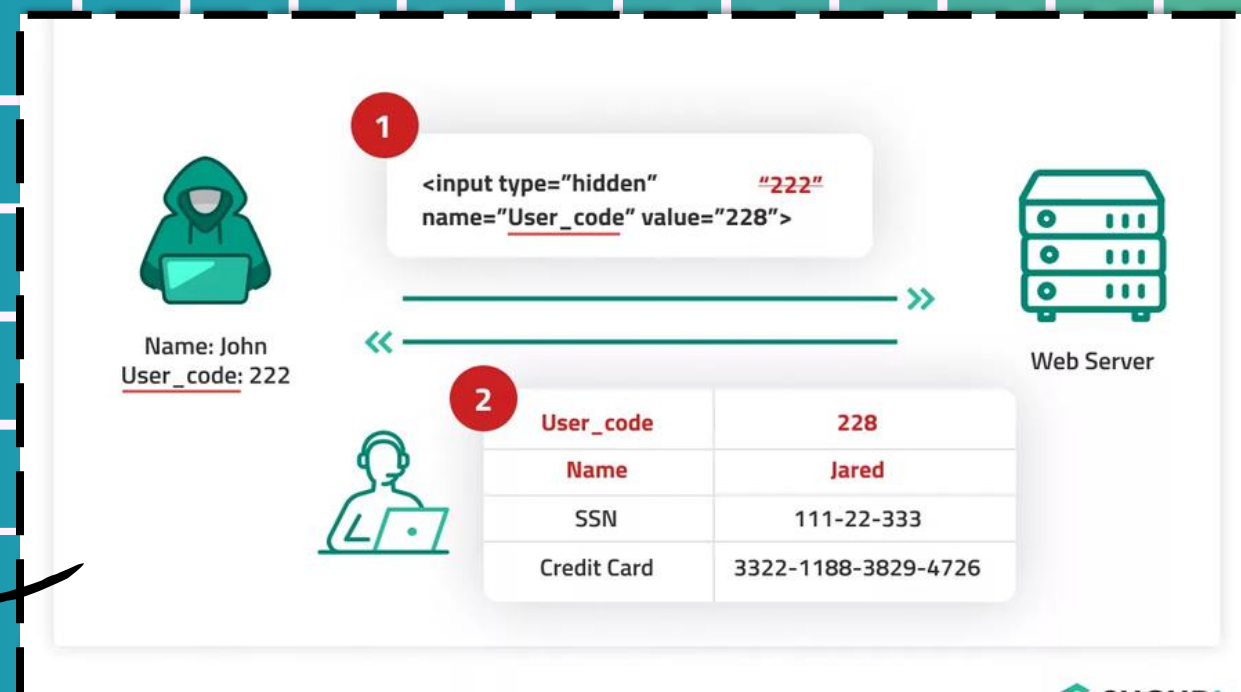 1
<input type="hidden" "222"
name="User_code" value="228">
Name: John
User_code: 222
Web Server
2
User_code 228
Name Jared
SSN 111-22-333
Credit Card 3322-1188-3829-4726